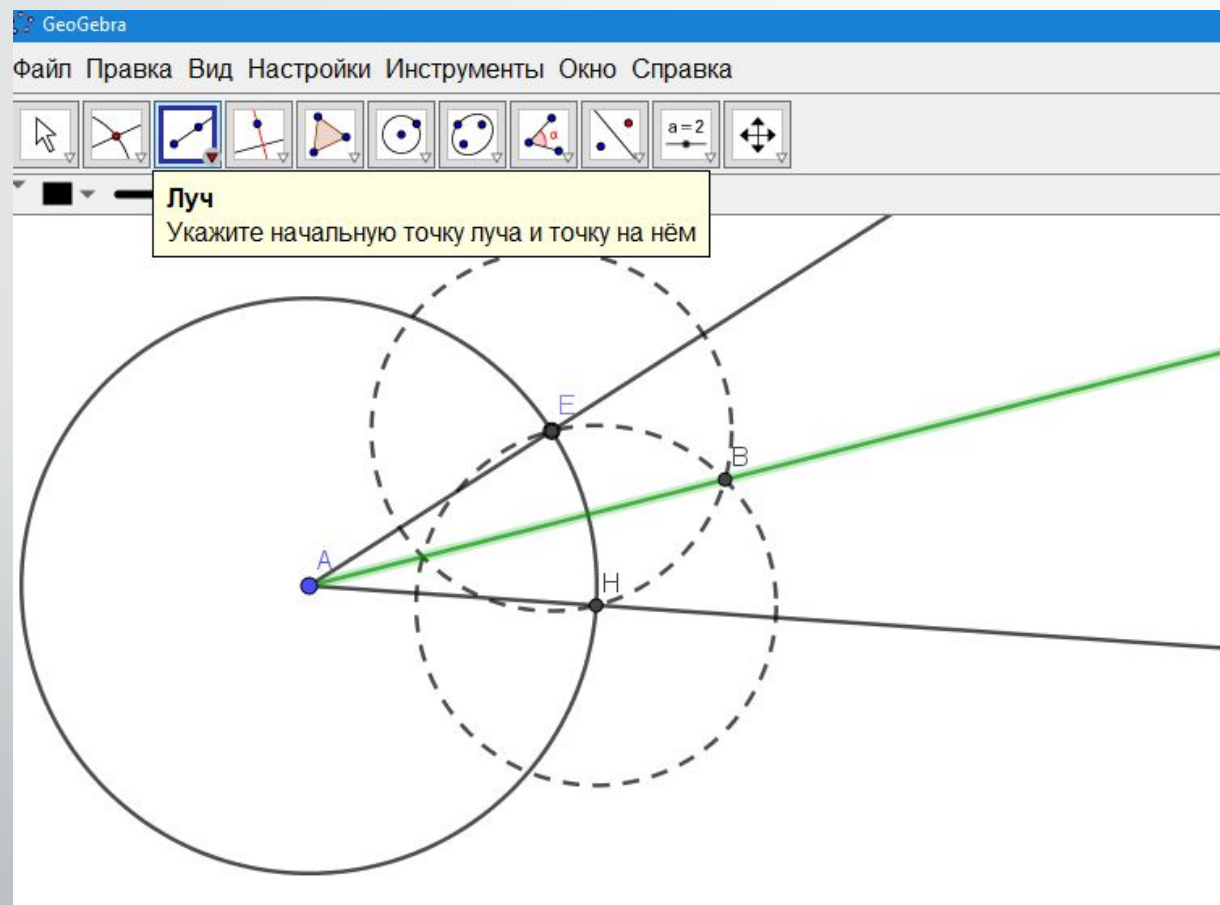 GeoGebra
Файл Правка Вид Настройки Инструменты Окно Справка
α
a = 2
Луч
Укажите начальную точку луча и точку на нём
E
B
A
H